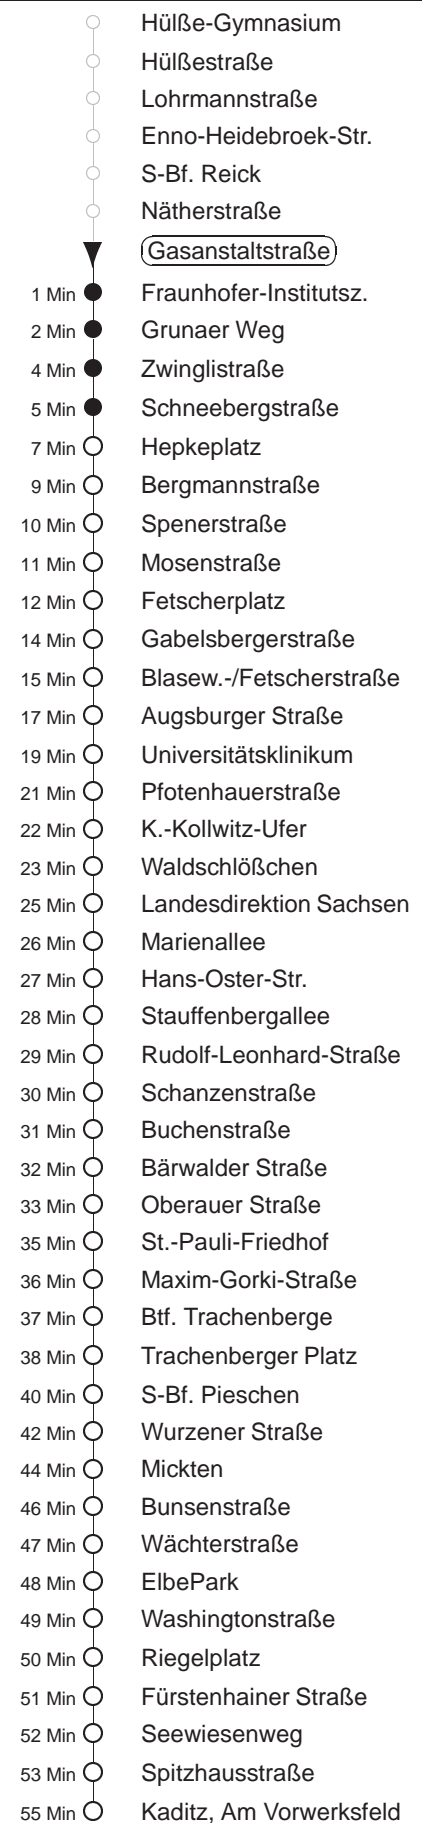 Hülße-Gymnasium
Hülßestraße
Lohrmannstraße
Enno-Heidebroek-Str.
S-Bf. Reick
Nätherstraße
Gasanstaltstraße
1 Min Fraunhofer-Institutsz.
2 Min Grunaer Weg
4 Min Zwinglistraße
5 Min Schneebergstraße
7 Min Hepkeplatz
9 Min Bergmannstraße
10 Min Spenerstraße
11 Min Mosenstraße
12 Min Fetscherplatz
14 Min Gabelsbergerstraße
15 Min Blasew.-/Fetscherstraße
17 Min Augsburger Straße
19 Min Universitätsklinikum
21 Min Pfotenhauerstraße
22 Min K.-Kollwitz-Ufer
23 Min Waldschlößchen
25 Min Landesdirektion Sachsen
26 Min Marienallee
27 Min Hans-Oster-Str.
28 Min Stauffenbergallee
29 Min Rudolf-Leonhard-Straße
30 Min Schanzenstraße
31 Min Buchenstraße
32 Min Bärwalder Straße
33 Min Oberauer Straße
35 Min St.-Pauli-Friedhof
36 Min Maxim-Gorki-Straße
37 Min Btf. Trachenberge
38 Min Trachenberger Platz
40 Min S-Bf. Pieschen
42 Min Wurzener Straße
44 Min Mickten
46 Min Bunsenstraße
47 Min Wächterstraße
48 Min ElbePark
49 Min Washingtonstraße
50 Min Riegelplatz
51 Min Fürstenhainer Straße
52 Min Seewiesenweg
53 Min Spitzhausstraße
55 Min Kaditz, Am Vorwerksfeld